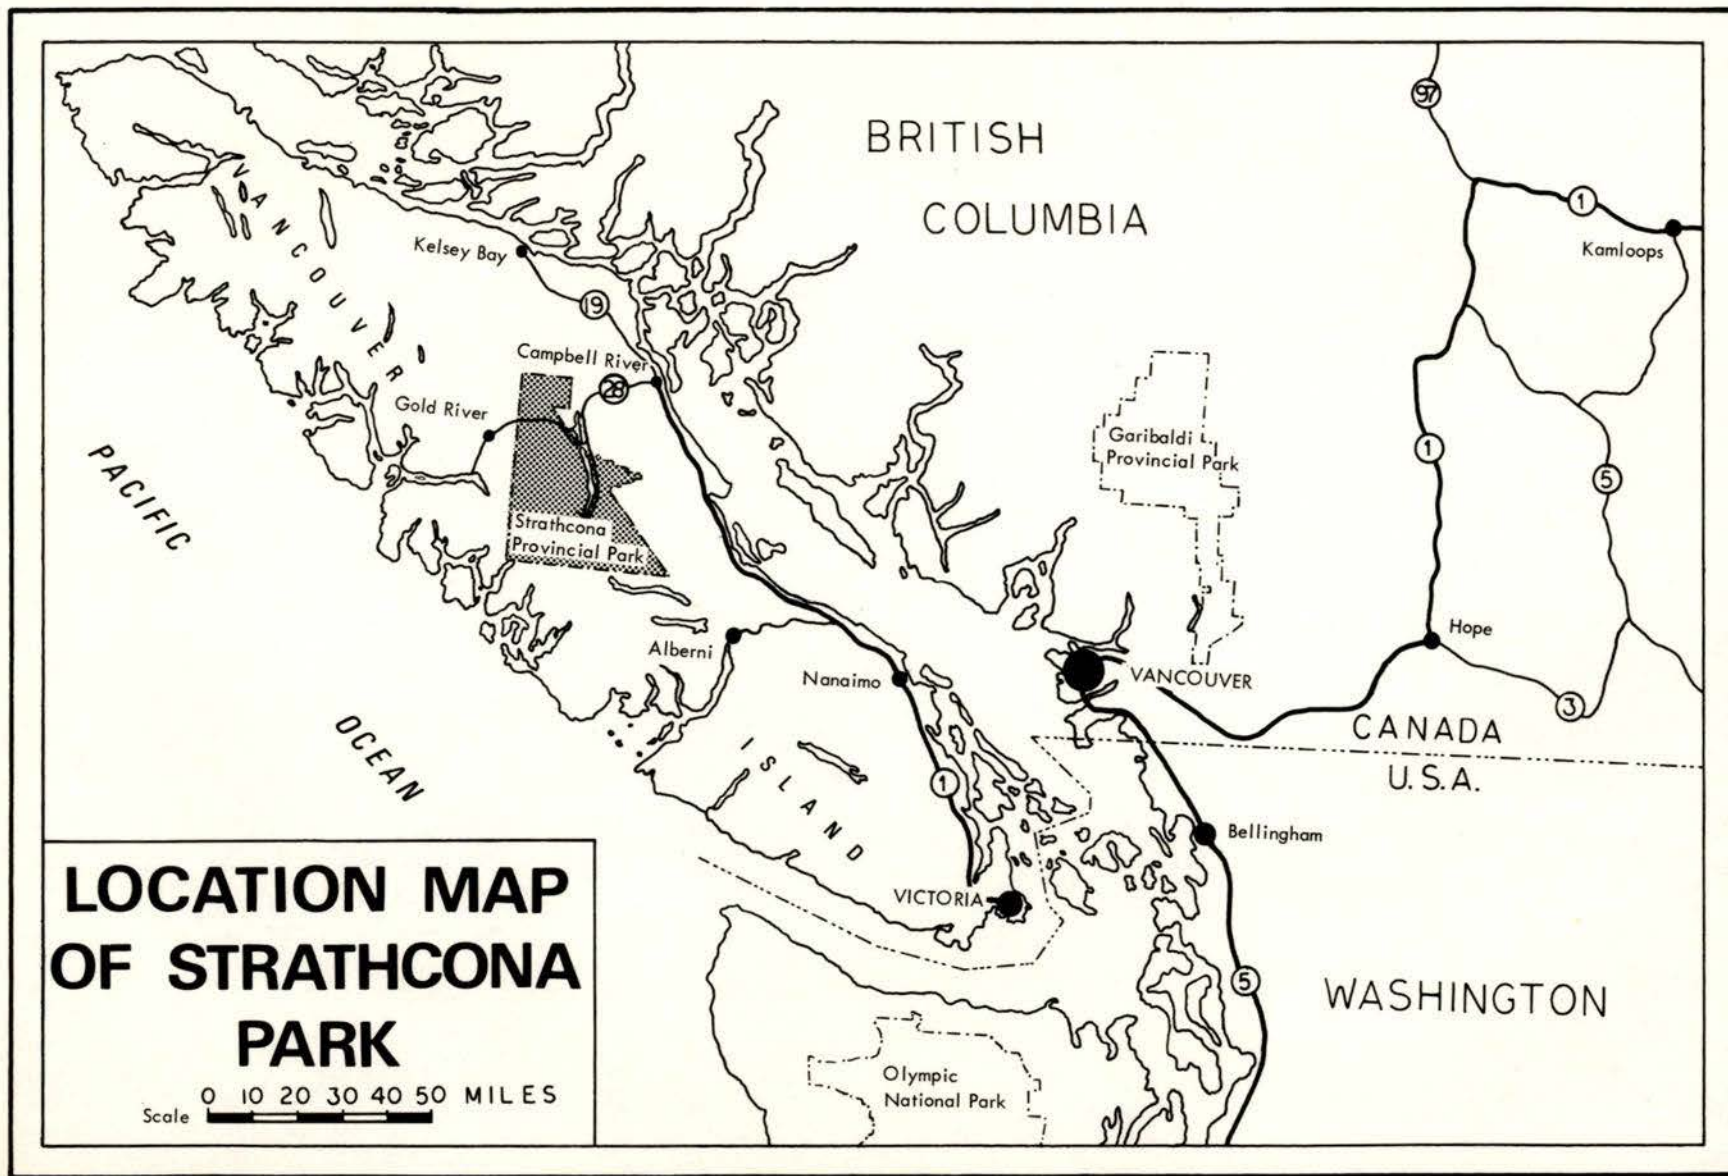 BRITISH
COLUMBIA
97
1
Kamloops
VANCOUVER
Kelsey Bay
19
Campbell River
28
Gold River
Garibaldi
Provincial Park
1
5
PACIFIC
Strathcona
Provincial Park
Alberni
Hope
Nanaimo
VANCOUVER
3
OCEAN
ISLAND
CANADA
U.S.A.
1
Bellingham
VICTORIA
5
WASHINGTON
Olympic
National Park
LOCATION MAP
OF STRATHCONA
PARK
0 10 20 30 40 50 MILES
Scale